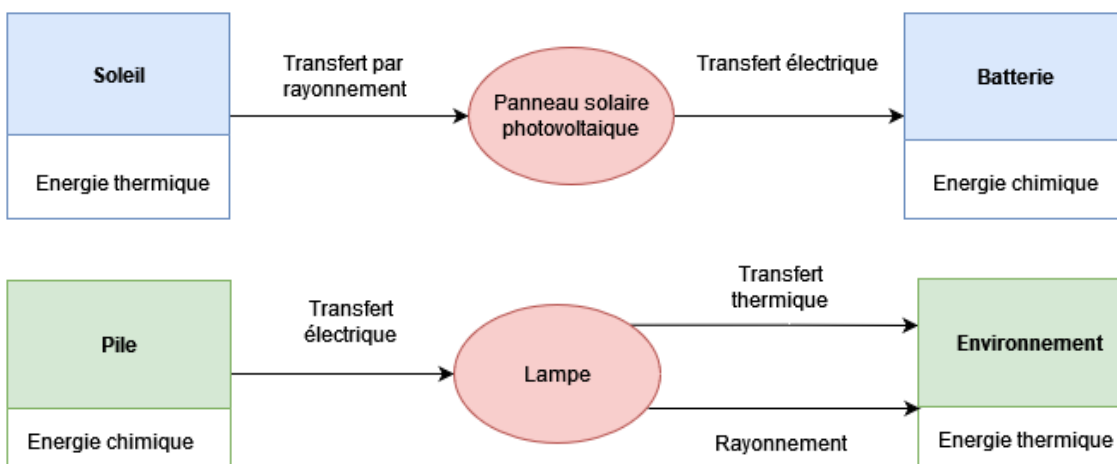 Soleil
Transfert par
rayonnement
Panneau solaire
photovoltaique
Transfert électrique
Batterie
Energie thermique
Energie chimique
Pile
Transfert
électrique
Lampe
Transfert
thermique
Environnement
Energie chimique
Rayonnement
Energie thermique